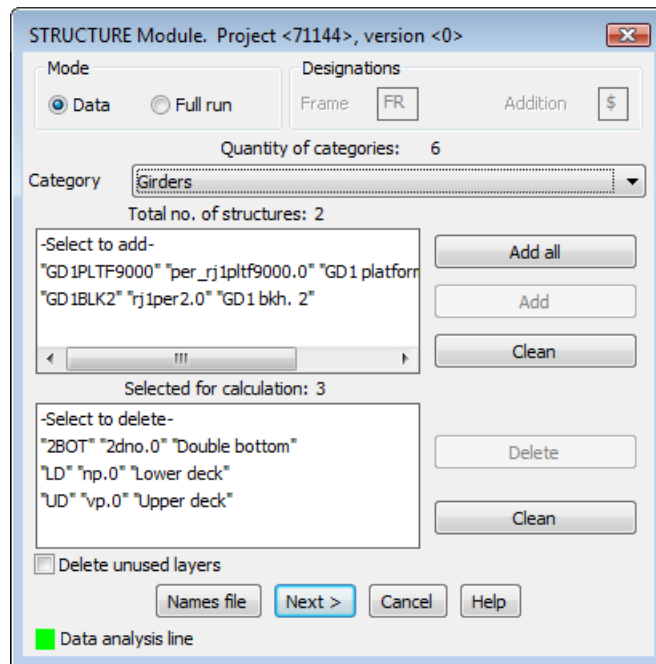 STRUCTURE Module. Project <71144>, version <0>
Mode
Designations
Data
Full run
Frame
FR
Addition
$
Quantity of categories: 6
Category
Girders
Total no. of structures: 2
-Select to add-
"GD1PLTF9000" "per_rj1pltf9000.0" "GD1 platform
"GD1BLK2" "rj1per2.0" "GD1 bkh. 2"
Add all
Add
Clean
Selected for calculation: 3
-Select to delete-
"2BOT" "2dno.0" "Double bottom"
"LD" "np.0" "Lower deck"
"UD" "vp.0" "Upper deck"
Delete
Clean
Delete unused layers
Names file
Next >
Cancel
Help
Data analysis line